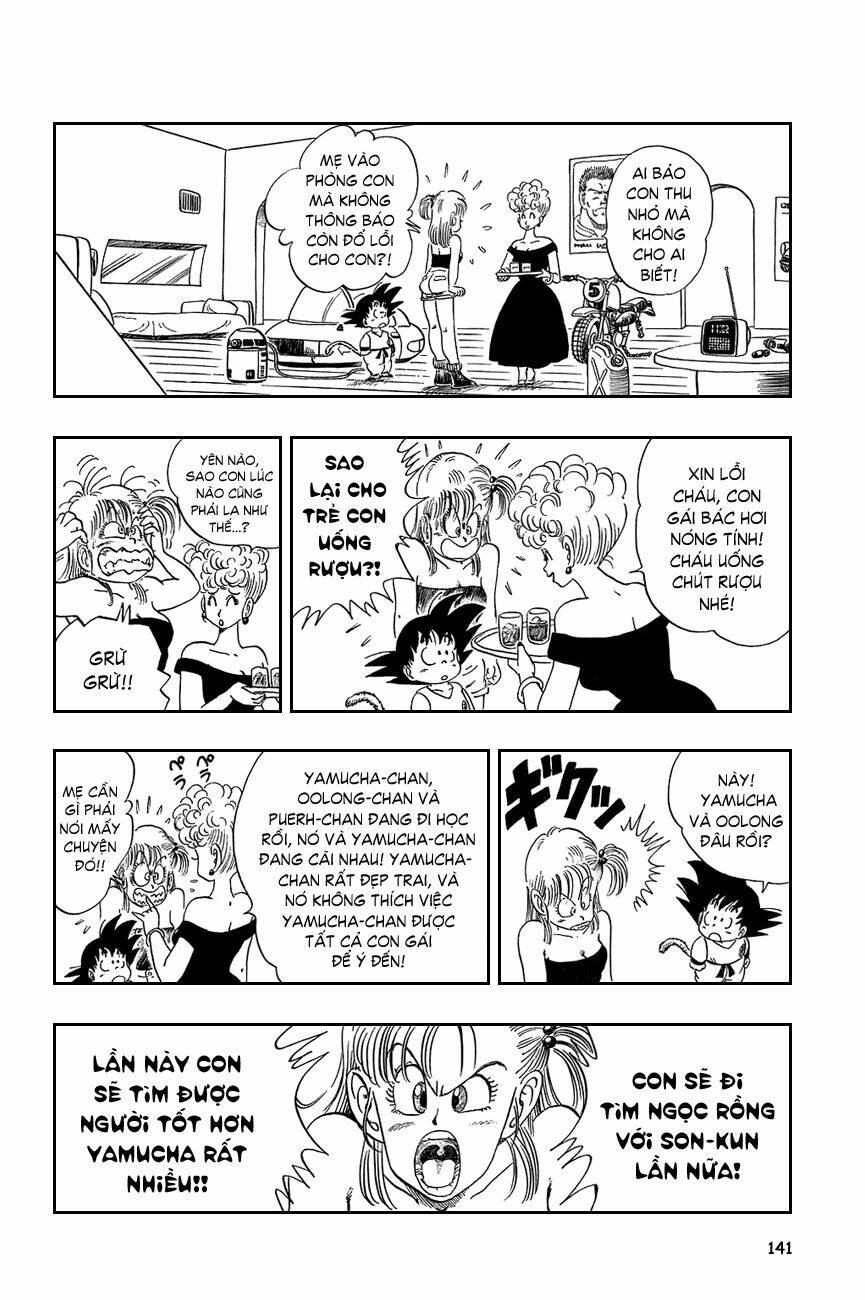 AI BẢO
CON THU
NHỎ MÀ
KHÔNG
CHO AI
BIẾT!
MẸ VÀO
PHÒNG CON
MÀ KHÔNG
THÔNG BÁO
CÒN ĐỔ LỖI
CHO CON?!
5
11:02
XIN LỖI
CHÁU, CON
GÁI BÁC HƠI
NÓNG TÍNH!
CHÁU UỐNG
CHÚT RƯỢU
NHÉ!
SAO
LẠI CHO
TRẺ CON
UỐNG
RƯỢU?!
YÊN NÀO,
SAO CON LÚC
NÀO CŨNG
PHẢI LA NHƯ
THẾ...?
GRỪ
GRỪ!!
NÀY!
YAMUCHA
VÀ OOLONG
ĐÂU RỒI?
ギクッ
YAMUCHA-CHAN,
OOLONG-CHAN VÀ
PUERH-CHAN ĐANG ĐI HỌC
RỒI, NÓ VÀ YAMUCHA-CHAN
ĐANG CÃI NHAU! YAMUCHA-
CHAN RẤT ĐẸP TRAI, VÀ
NÓ KHÔNG THÍCH VIỆC
YAMUCHA-CHAN ĐƯỢC
TẤT CẢ CON GÁI
ĐỂ Ý ĐẾN!
ペラ
ペラ
MẸ CẦN
GÌ PHẢI
NÓI MẤY
CHUYỆN
ĐÓ!!
CON SẼ ĐI
TÌM NGỌC RỒNG
VỚI SON-KUN
LẦN NỮA!
LẦN NÀY CON
SẼ TÌM ĐƯỢC
NGƯỜI TỐT HƠN
YAMUCHA RẤT
NHIỀU!!
141